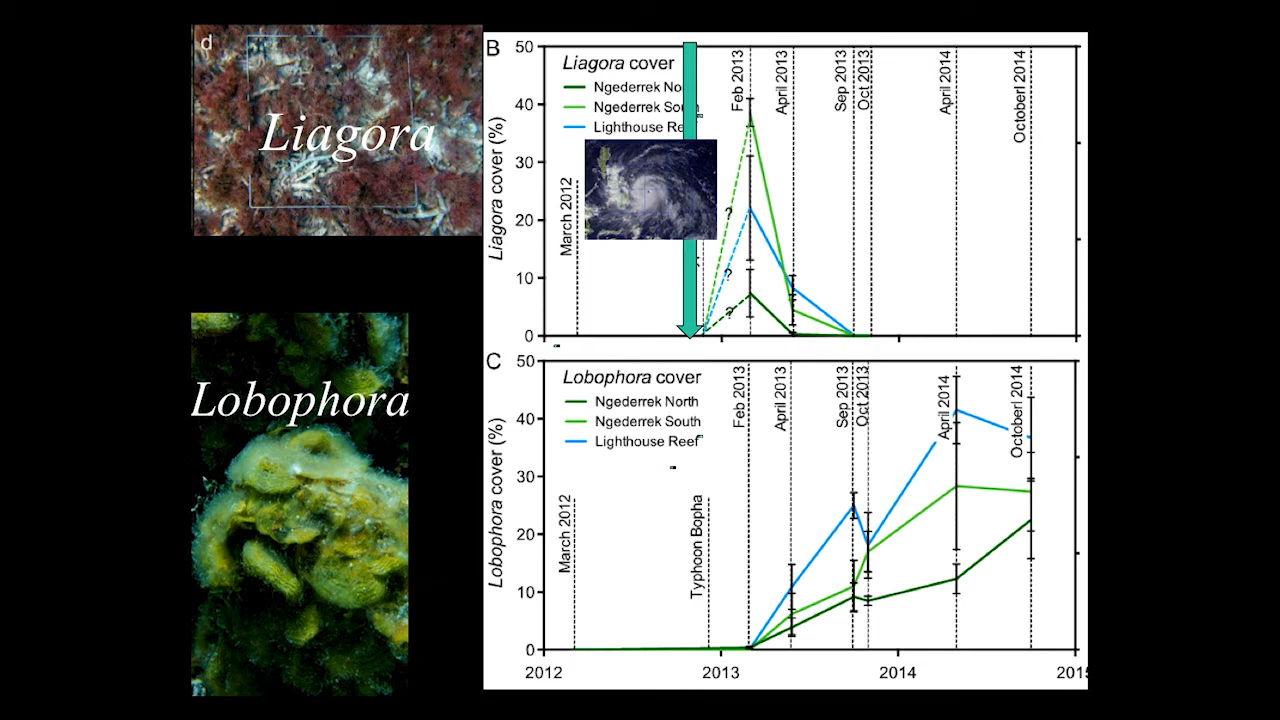 d
Liagora
Lobophora
B
Liagora cover
Ngederrek
Ngederrek
Lighthouse
Liagora cover (%)
50
40
30
20
10
0
March 2012
Feb 2013
April 2013
Sep 2013
Oct 2013
April 2014
Octoberl 2014
?
?
?
C
Lobophora cover
Ngederrek North
Ngederrek South
Lighthouse Reef
Lobophora cover (%)
50
40
30
20
10
0
March 2012
Typhoon Bopha
Feb 2013
April 2013
Sep 2013
Oct 2013
April 2014
Octoberl 2014
2012
2013
2014
2015